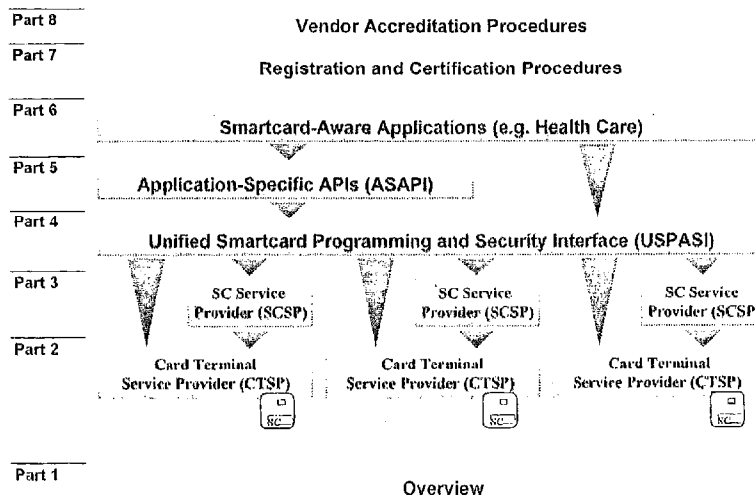 Part 8
Vendor Accreditation Procedures
Part 7
Registration and Certification Procedures
Part 6
Smartcard-Aware Applications (e.g. Health Care)
Part 5
Application-Specific APIs (ASAPI)
Part 4
Unified Smartcard Programming and Security Interface (USPASI)
Part 3
SC Service
Provider (SCSP)
SC Service
Provider (SCSP)
SC Service
Provider (SCSP
Part 2
Card Terminal
Service Provider (CTSP)
SC
Card Terminal
Service Provider (CTSP)
SC
Card Terminal
Service Provider (CTSP)
SC
Part 1
Overview